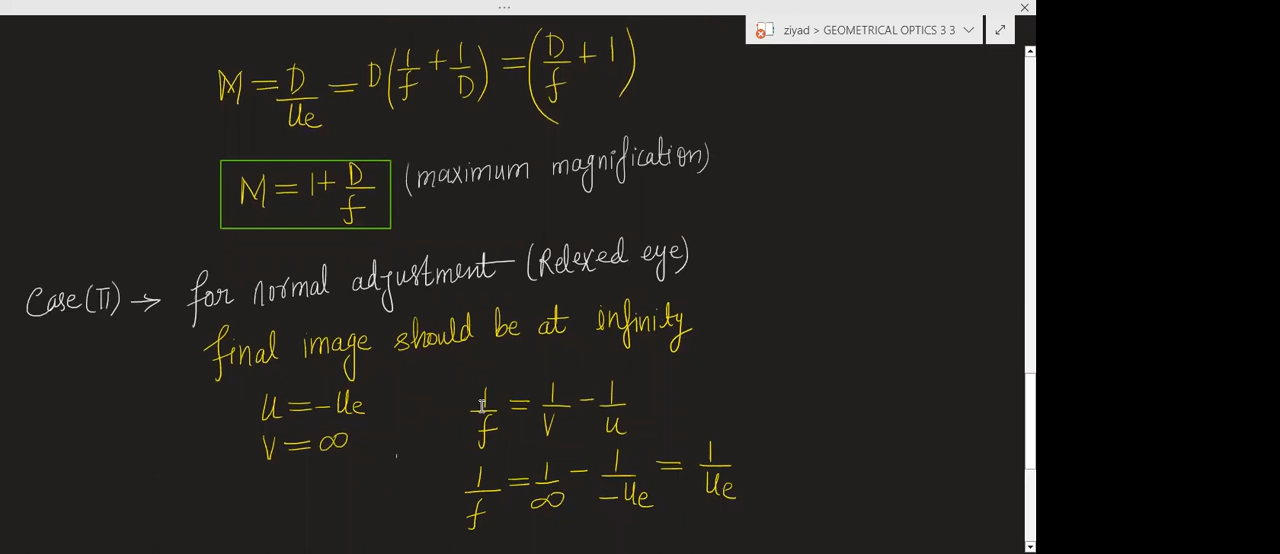 ziyad > GEOMETRICAL OPTICS 3 3
M = D/ue = D(1/f + 1/D) = (D/f + 1)
M = 1 + D/f (maximum magnification)
Case(II) → for normal adjustment (Relexed eye)
final image should be at infinity
u = -ue 1/f = 1/v - 1/u
v = ∞
1/f = 1/∞ - 1/-ue = 1/ue